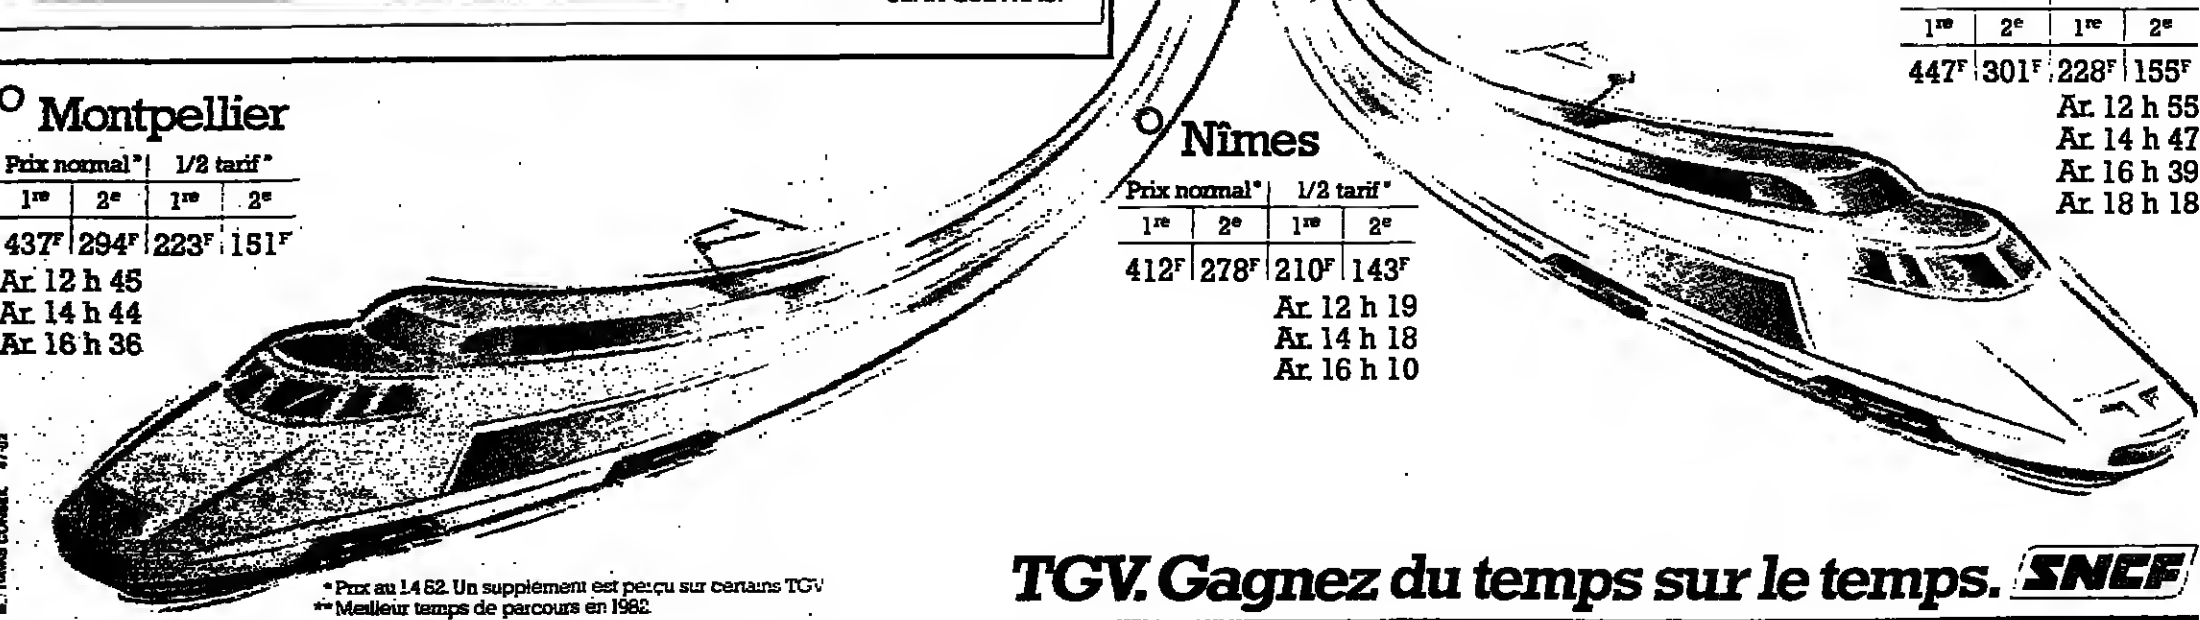 Montpellier
Prix normal* 1/2 tarif*
1re 2e 1re 2e
437F 294F 223F 151F
Ar. 12 h 45
Ar. 14 h 44
Ar. 16 h 36
Nîmes
Prix normal* 1/2 tarif*
1re 2e 1re 2e
412F 278F 210F 143F
Ar. 12 h 19
Ar. 14 h 18
Ar. 16 h 10
1re 2e 1re 2e
447F 301F 228F 155F
Ar. 12 h 55
Ar. 14 h 47
Ar. 16 h 39
Ar. 18 h 18
* Prix au 1.4 82. Un supplément est perçu sur certains TGV
** Meilleur temps de parcours en 1982
TGV. Gagnez du temps sur le temps. SNCF